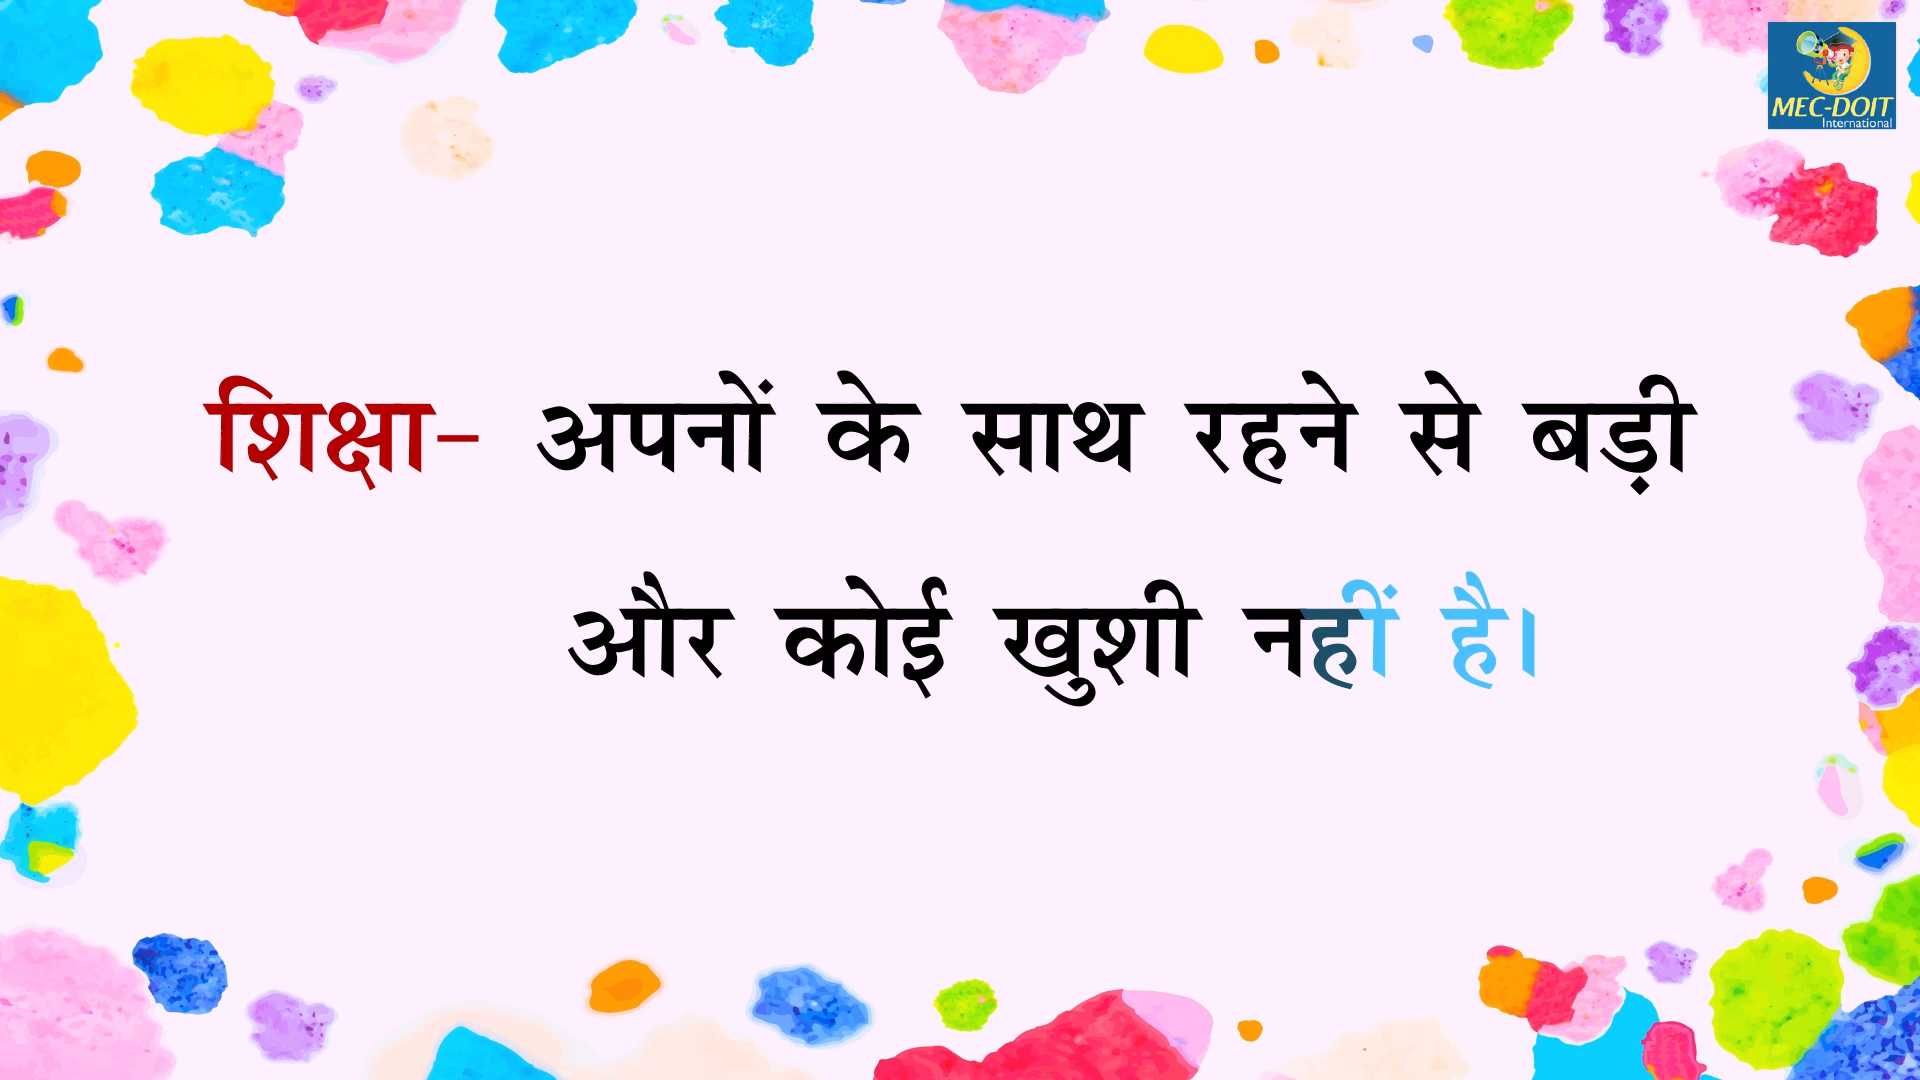 MEC-DOIT
International
शिक्षा- अपनों के साथ रहने से बड़ी
और कोई खुशी नहीं है।